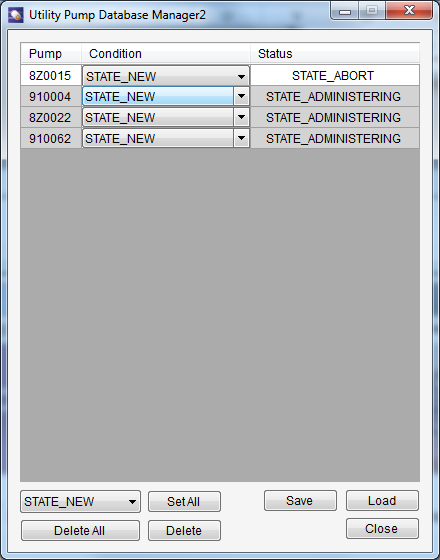 Utility Pump Database Manager2
Pump Condition Status
8Z0015 STATE_NEW STATE_ABORT
910004 STATE_NEW STATE_ADMINISTERING
8Z0022 STATE_NEW STATE_ADMINISTERING
910062 STATE_NEW STATE_ADMINISTERING
STATE_NEW Set All Save Load
Delete All Delete Close